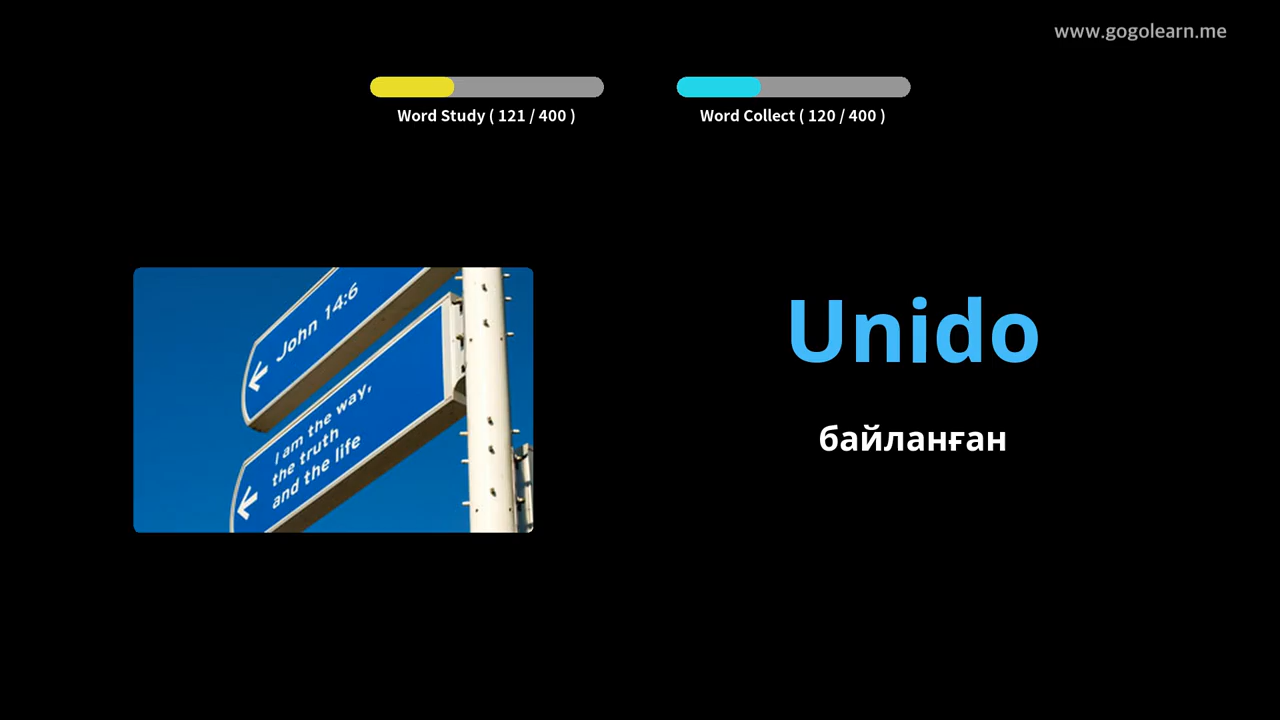 www.gogolearn.me
Word Study ( 121 / 400 )
Word Collect ( 120 / 400 )
John 14:6
I am the way,
the truth
and the life
Unido
байланған